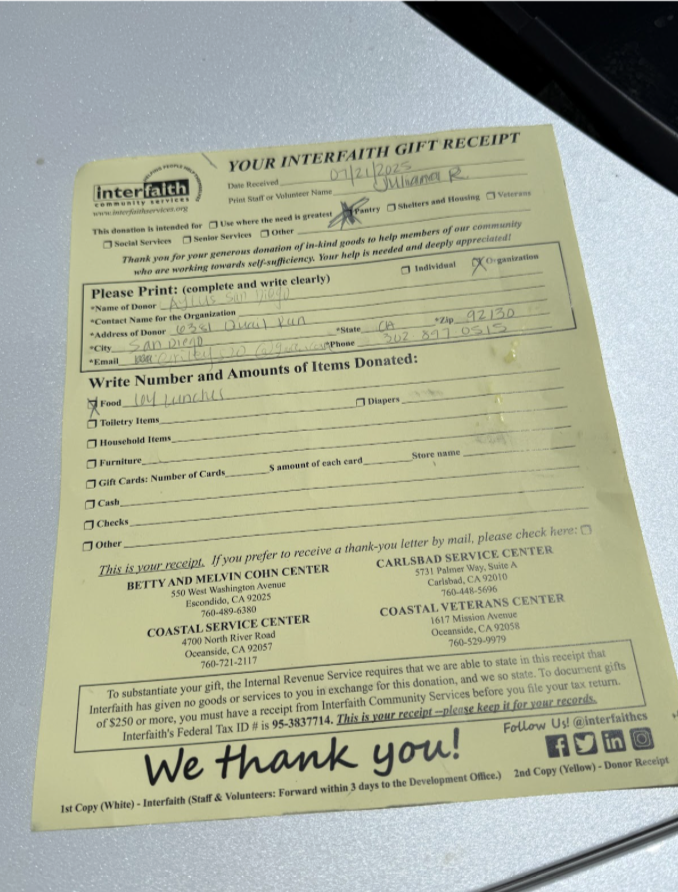 YOUR INTERFAITH GIFT RECEIPT
HELPING PEOPLE HELP
interfaith
community services
www.interfaithservices.org
Date Received 07/21/2025
Print Staff or Volunteer Name Julianna R
This donation is intended for Use where the need is greatest Pantry Shelters and Housing Veterans
Social Services Senior Services Other
Thank you for your generous donation of in-kind goods to help members of our community
who are working towards self-sufficiency. Your help is needed and deeply appreciated!
Please Print: (complete and write clearly) Individual Organization
*Name of Donor San Diego
*Contact Name for the Organization
*Address of Donor 6381 Quail Run
*City San Diego *State CA *Zip 92130
*Email *Phone 302 897 0515
Write Number and Amounts of Items Donated:
Food 104 Lunches
Toiletry Items Diapers
Household Items
Furniture
Gift Cards: Number of Cards $ amount of each card Store name
Cash
Checks
Other
This is your receipt. If you prefer to receive a thank-you letter by mail, please check here:
BETTY AND MELVIN COHN CENTER
550 West Washington Avenue
Escondido, CA 92025
760-489-6380
CARLSBAD SERVICE CENTER
5731 Palmer Way, Suite A
Carlsbad, CA 92010
760-448-5696
COASTAL SERVICE CENTER
4700 North River Road
Oceanside, CA 92057
760-721-2117
COASTAL VETERANS CENTER
1617 Mission Avenue
Oceanside, CA 92058
760-529-9979
To substantiate your gift, the Internal Revenue Service requires that we are able to state in this receipt that
Interfaith has given no goods or services to you in exchange for this donation, and we so state. To document gifts
of $250 or more, you must have a receipt from Interfaith Community Services before you file your tax return.
Interfaith's Federal Tax ID # is 95-3837714. This is your receipt –please keep it for your records.
We thank you!
Follow Us! @interfaithcs
1st Copy (White) - Interfaith (Staff & Volunteers: Forward within 3 days to the Development Office.) 2nd Copy (Yellow) - Donor Receipt